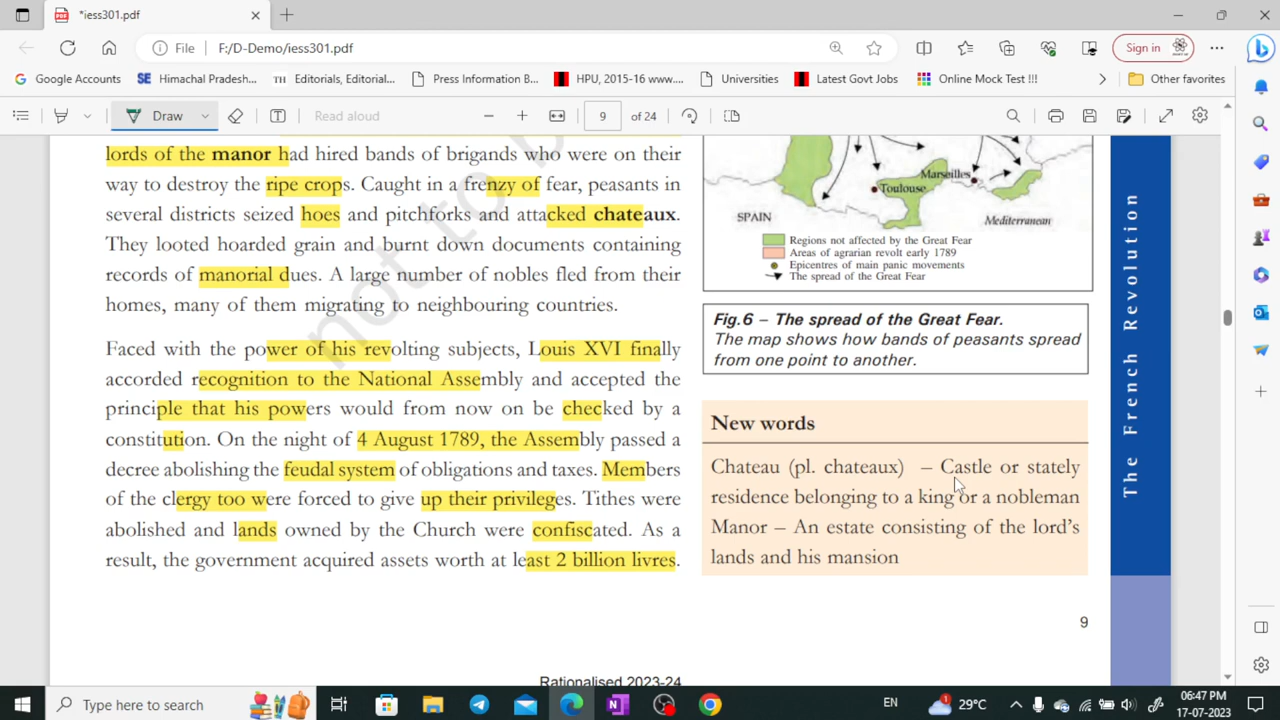 *iess301.pdf
File F:/D-Demo/iess301.pdf
Sign in
Google Accounts SE Himachal Pradesh... TH Editorials, Editorial... Press Information B... HPU, 2015-16 www.... Universities Latest Govt Jobs Online Mock Test !!! Other favorites
Draw Read aloud 9 of 24
lords of the manor had hired bands of brigands who were on their
way to destroy the ripe crops. Caught in a frenzy of fear, peasants in
several districts seized hoes and pitchforks and attacked chateaux.
They looted hoarded grain and burnt down documents containing
records of manorial dues. A large number of nobles fled from their
homes, many of them migrating to neighbouring countries.
Faced with the power of his revolting subjects, Louis XVI finally
accorded recognition to the National Assembly and accepted the
principle that his powers would from now on be checked by a
constitution. On the night of 4 August 1789, the Assembly passed a
decree abolishing the feudal system of obligations and taxes. Members
of the clergy too were forced to give up their privileges. Tithes were
abolished and lands owned by the Church were confiscated. As a
result, the government acquired assets worth at least 2 billion livres.
not to b
Marseilles
Toulouse
SPAIN
Mediterranean
Regions not affected by the Great Fear
Areas of agrarian revolt early 1789
Epicentres of main panic movements
The spread of the Great Fear
Fig.6 – The spread of the Great Fear.
The map shows how bands of peasants spread
from one point to another.
New words
Chateau (pl. chateaux) – Castle or stately
residence belonging to a king or a nobleman
Manor – An estate consisting of the lord's
lands and his mansion
The French Revolution
9
Rationalised 2023-24
Type here to search
EN
1
29°C
06:47 PM
17-07-2023